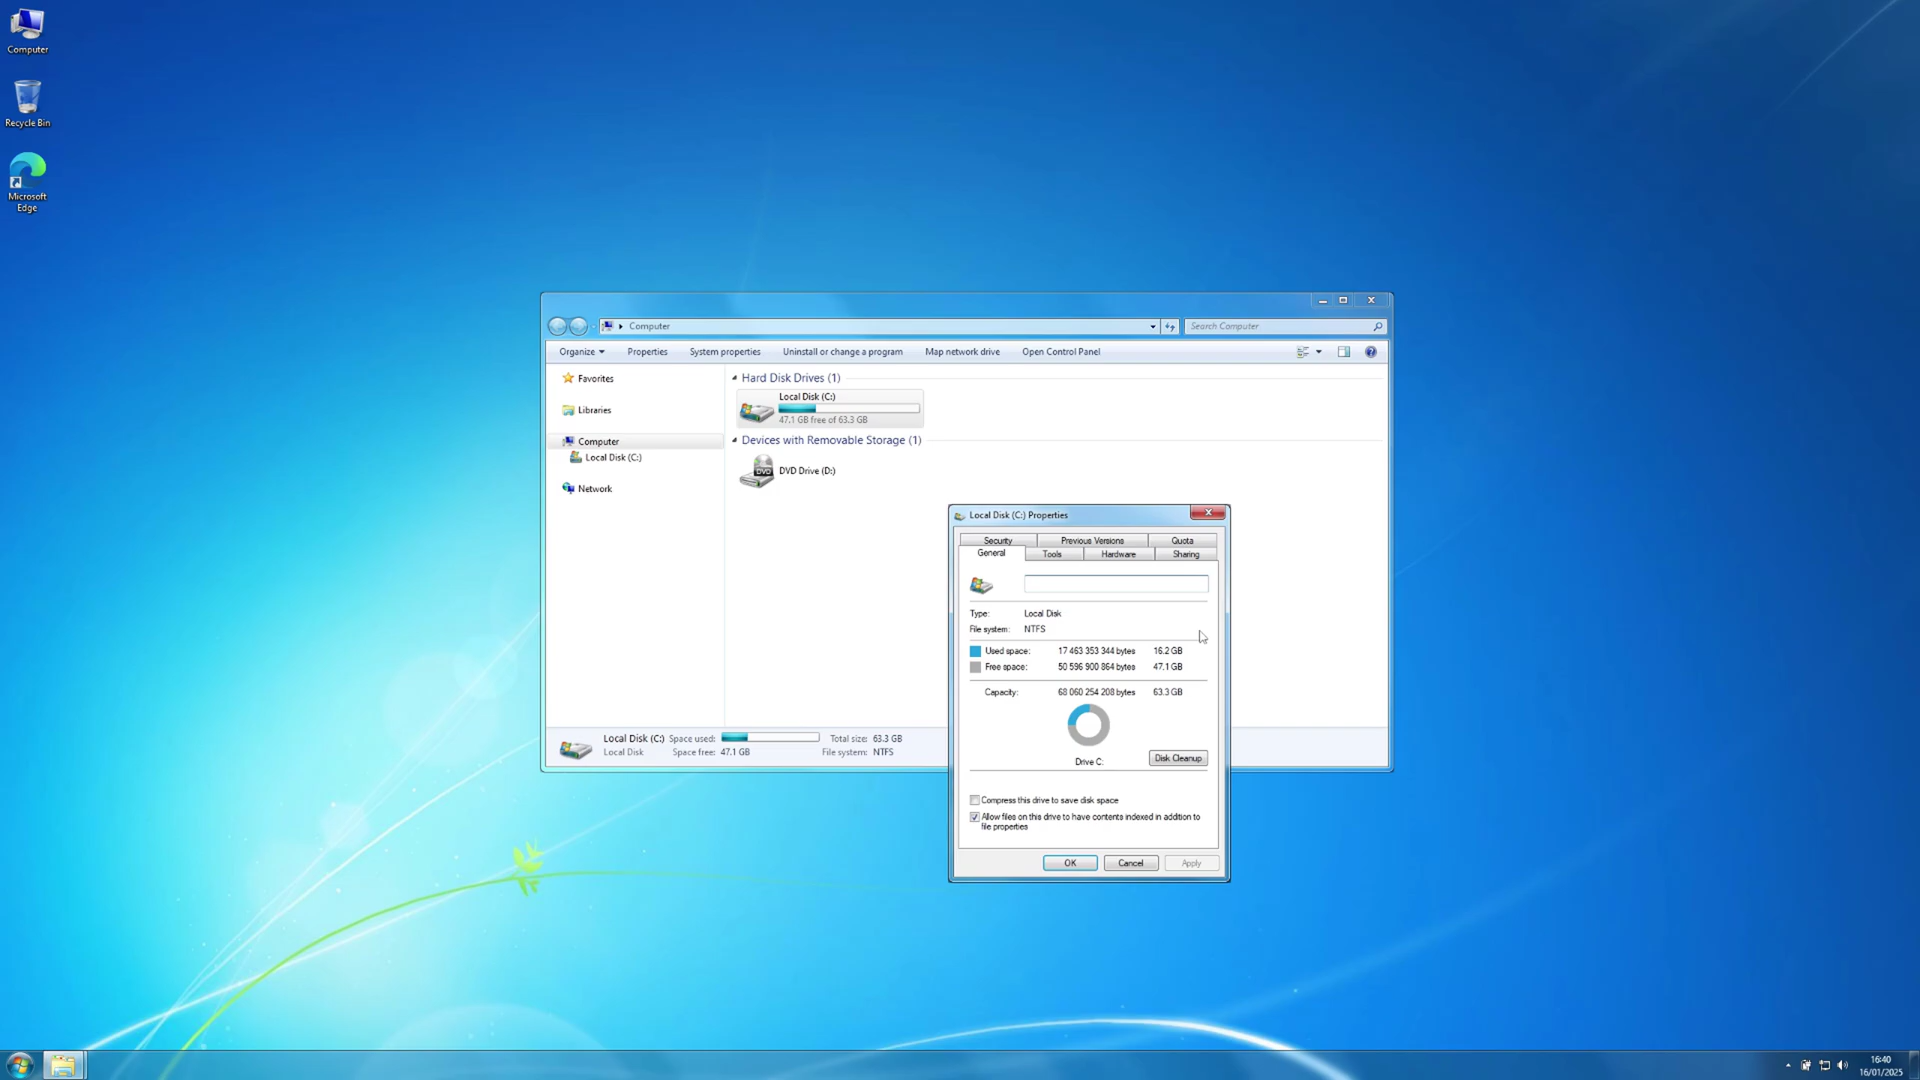 Computer
Recycle Bin
Microsoft
Edge
Computer
Search Computer
Organize Properties System properties Uninstall or change a program Map network drive Open Control Panel
Favorites
Libraries
Computer
Local Disk (C:)
Network
Hard Disk Drives (1)
Local Disk (C:)
47.1 GB free of 63.3 GB
Devices with Removable Storage (1)
DVD
DVD Drive (D:)
Local Disk (C:) Space used: Total size: 63.3 GB
Local Disk Space free: 47.1 GB File system: NTFS
Local Disk (C:) Properties
Security Previous Versions Quota
General Tools Hardware Sharing
Type: Local Disk
File system: NTFS
Used space: 17 463 353 344 bytes 16.2 GB
Free space: 50 596 900 864 bytes 47.1 GB
Capacity: 68 060 254 208 bytes 63.3 GB
Drive C:
Disk Cleanup
Compress this drive to save disk space
Allow files on this drive to have contents indexed in addition to
file properties
OK Cancel Apply
16:40
16/01/2025